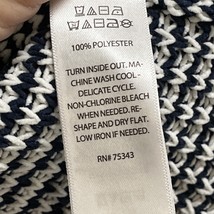 100% POLYESTER
TURN INSIDE OUT. MA-
CHINE WASH COOL-
DELICATE CYCLE.
NON-CHLORINE BLEACH
WHEN NEEDED. RE-
SHAPE AND DRY FLAT.
LOW IRON IF NEEDED.
RN# 75343